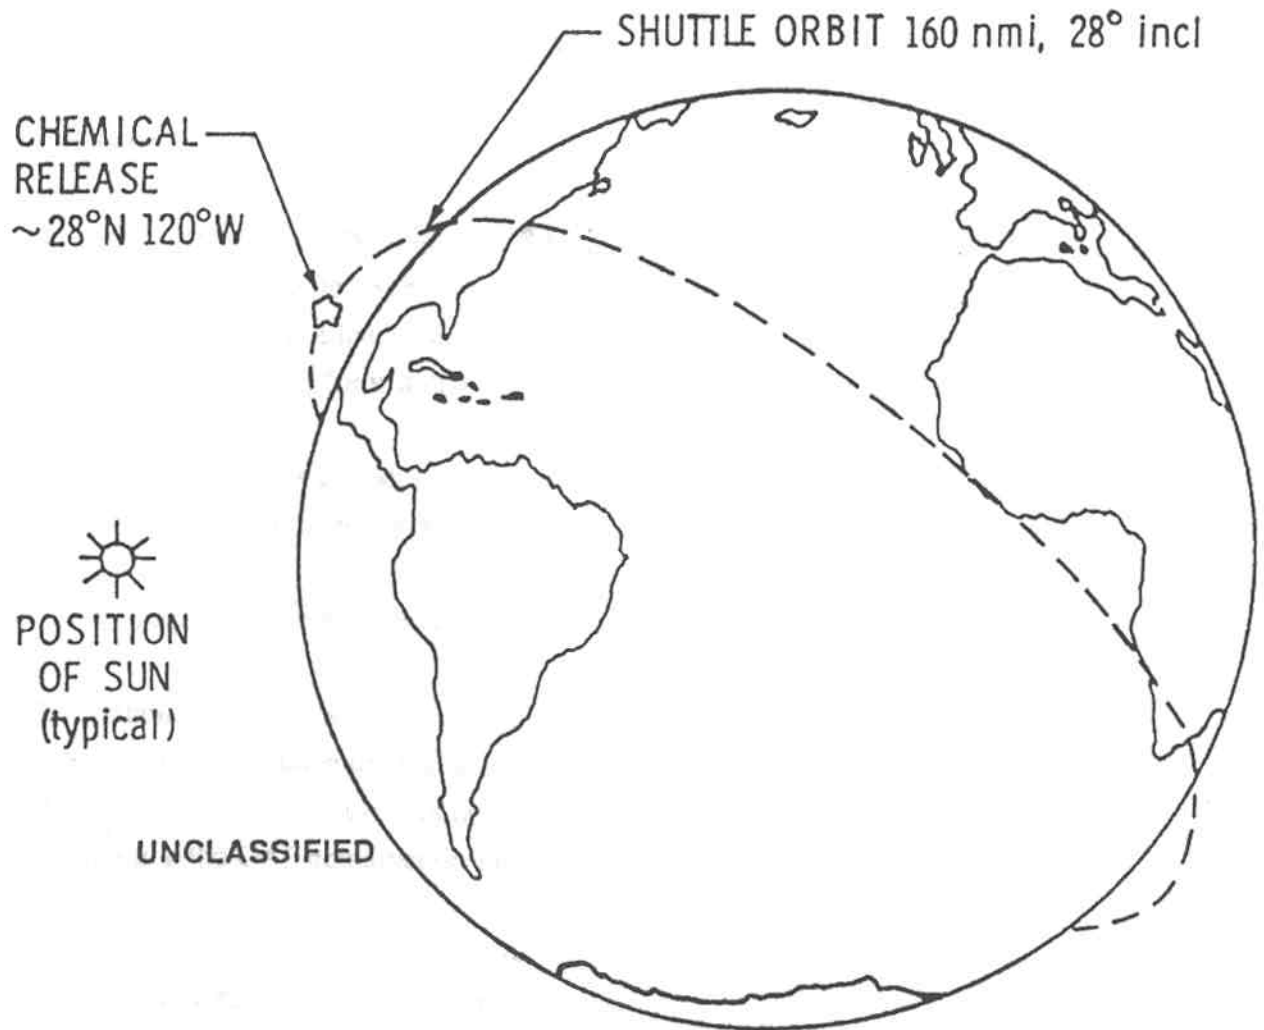 SHUTTLE ORBIT 160 nmi, 28° incl
CHEMICAL
RELEASE
~28°N 120°W
POSITION
OF SUN
(typical)
UNCLASSIFIED